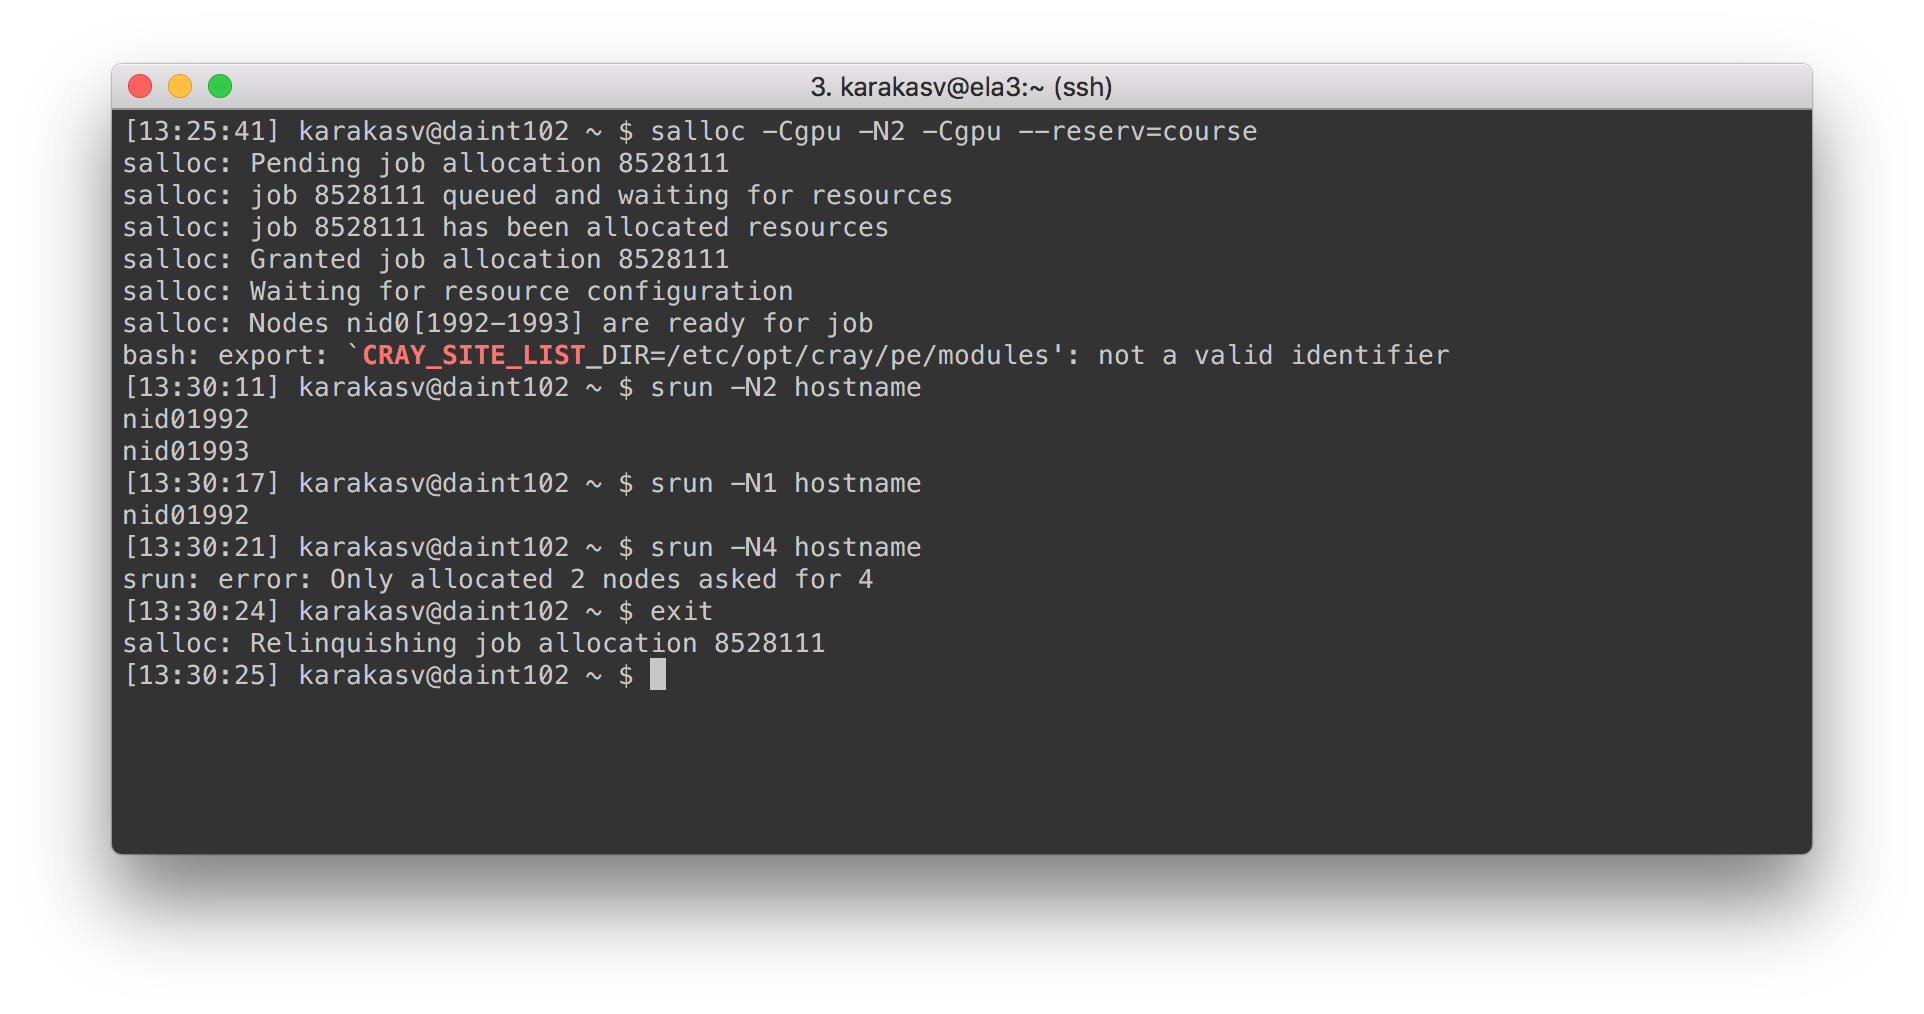 3. karakasv@ela3:~ (ssh)
[13:25:41] karakasv@daint102 ~ $ salloc -Cgpu -N2 -Cgpu --reserv=course
salloc: Pending job allocation 8528111
salloc: job 8528111 queued and waiting for resources
salloc: job 8528111 has been allocated resources
salloc: Granted job allocation 8528111
salloc: Waiting for resource configuration
salloc: Nodes nid0[1992-1993] are ready for job
bash: export: `CRAY_SITE_LIST_DIR=/etc/opt/cray/pe/modules': not a valid identifier
[13:30:11] karakasv@daint102 ~ $ srun -N2 hostname
nid01992
nid01993
[13:30:17] karakasv@daint102 ~ $ srun -N1 hostname
nid01992
[13:30:21] karakasv@daint102 ~ $ srun -N4 hostname
srun: error: Only allocated 2 nodes asked for 4
[13:30:24] karakasv@daint102 ~ $ exit
salloc: Relinquishing job allocation 8528111
[13:30:25] karakasv@daint102 ~ $